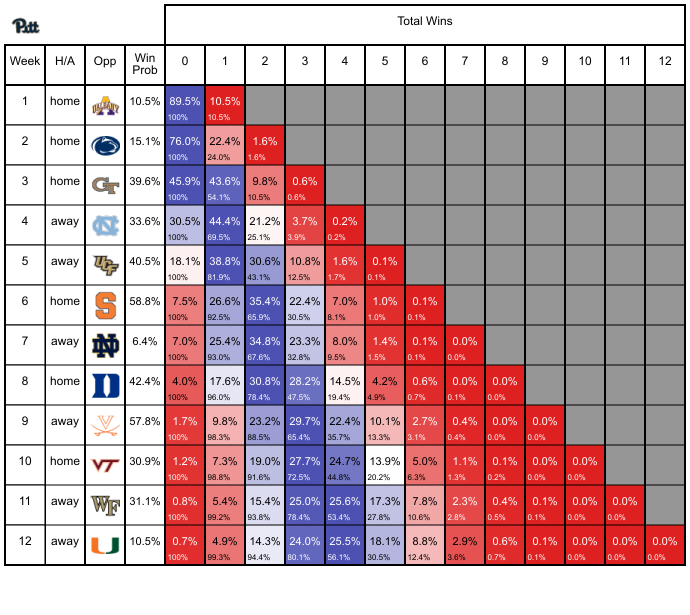 Pitt
Total Wins
Week H/A Opp Win Prob 0 1 2 3 4 5 6 7 8 9 10 11 12
1 home ALBANY 10.5% 89.5% 10.5%
100% 10.5%
2 home 15.1% 76.0% 22.4% 1.6%
100% 24.0% 1.6%
3 home GT 39.6% 45.9% 43.6% 9.8% 0.6%
100% 54.1% 10.5% 0.6%
4 away NC 33.6% 30.5% 44.4% 21.2% 3.7% 0.2%
100% 69.5% 25.1% 3.9% 0.2%
5 away UCF 40.5% 18.1% 38.8% 30.6% 10.8% 1.6% 0.1%
100% 81.9% 43.1% 12.5% 1.7% 0.1%
6 home S 58.8% 7.5% 26.6% 35.4% 22.4% 7.0% 1.0% 0.1%
100% 92.5% 65.9% 30.5% 8.1% 1.0% 0.1%
7 away ND 6.4% 7.0% 25.4% 34.8% 23.3% 8.0% 1.4% 0.1% 0.0%
100% 93.0% 67.6% 32.8% 9.5% 1.5% 0.1% 0.0%
8 home D 42.4% 4.0% 17.6% 30.8% 28.2% 14.5% 4.2% 0.6% 0.0% 0.0%
100% 96.0% 78.4% 47.5% 19.4% 4.9% 0.7% 0.1% 0.0%
9 away V 57.8% 1.7% 9.8% 23.2% 29.7% 22.4% 10.1% 2.7% 0.4% 0.0% 0.0%
100% 98.3% 88.5% 65.4% 35.7% 13.3% 3.1% 0.4% 0.0% 0.0%
10 home VT 30.9% 1.2% 7.3% 19.0% 27.7% 24.7% 13.9% 5.0% 1.1% 0.1% 0.0% 0.0%
100% 98.8% 91.6% 72.5% 44.8% 20.2% 6.3% 1.3% 0.2% 0.0% 0.0%
11 away WF 31.1% 0.8% 5.4% 15.4% 25.0% 25.6% 17.3% 7.8% 2.3% 0.4% 0.1% 0.0% 0.0%
100% 99.2% 93.8% 78.4% 53.4% 27.8% 10.6% 2.8% 0.5% 0.1% 0.0% 0.0%
12 away U 10.5% 0.7% 4.9% 14.3% 24.0% 25.5% 18.1% 8.8% 2.9% 0.6% 0.1% 0.0% 0.0% 0.0%
100% 99.3% 94.4% 80.1% 56.1% 30.5% 12.4% 3.6% 0.7% 0.1% 0.0% 0.0% 0.0%